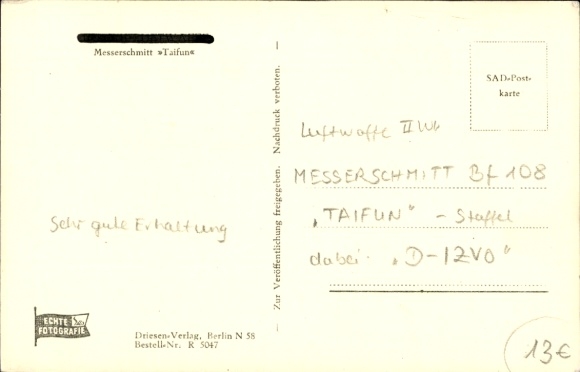 Messerschmitt »Taifun«
Sehr gute Erhaltung
ECHTE
FOTOGRAFIE
Driesen-Verlag, Berlin N 58
Bestell-Nr. R 5047
— Zur Veröffentlichung freigegeben. Nachdruck verboten. —
SAD-Post-
karte
Luftwaffe II Wk
MESSERSCHMITT Bf 108
„TAIFUN" - Staffel
dabei „D-IZVO"
13€